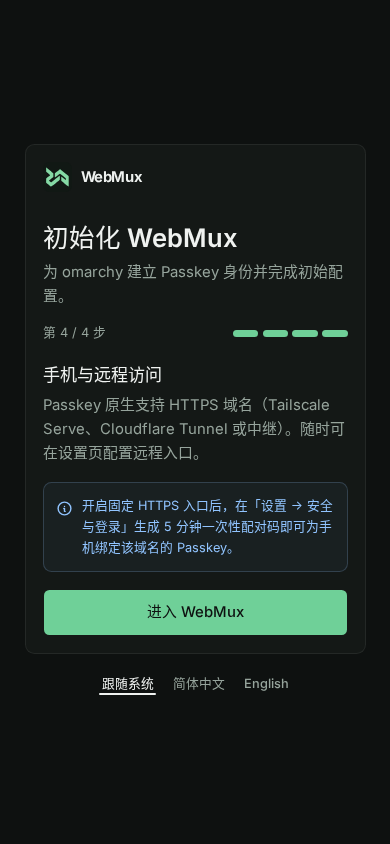 WebMux
初始化 WebMux
为 omarchy 建立 Passkey 身份并完成初始配
置。
第 4 / 4 步
手机与远程访问
Passkey 原生支持 HTTPS 域名（Tailscale
Serve、Cloudflare Tunnel 或中继）。随时可
在设置页配置远程入口。
开启固定 HTTPS 入口后，在「设置 → 安全
与登录」生成 5 分钟一次性配对码即可为手
机绑定该域名的 Passkey。
进入 WebMux
跟随系统 简体中文 English